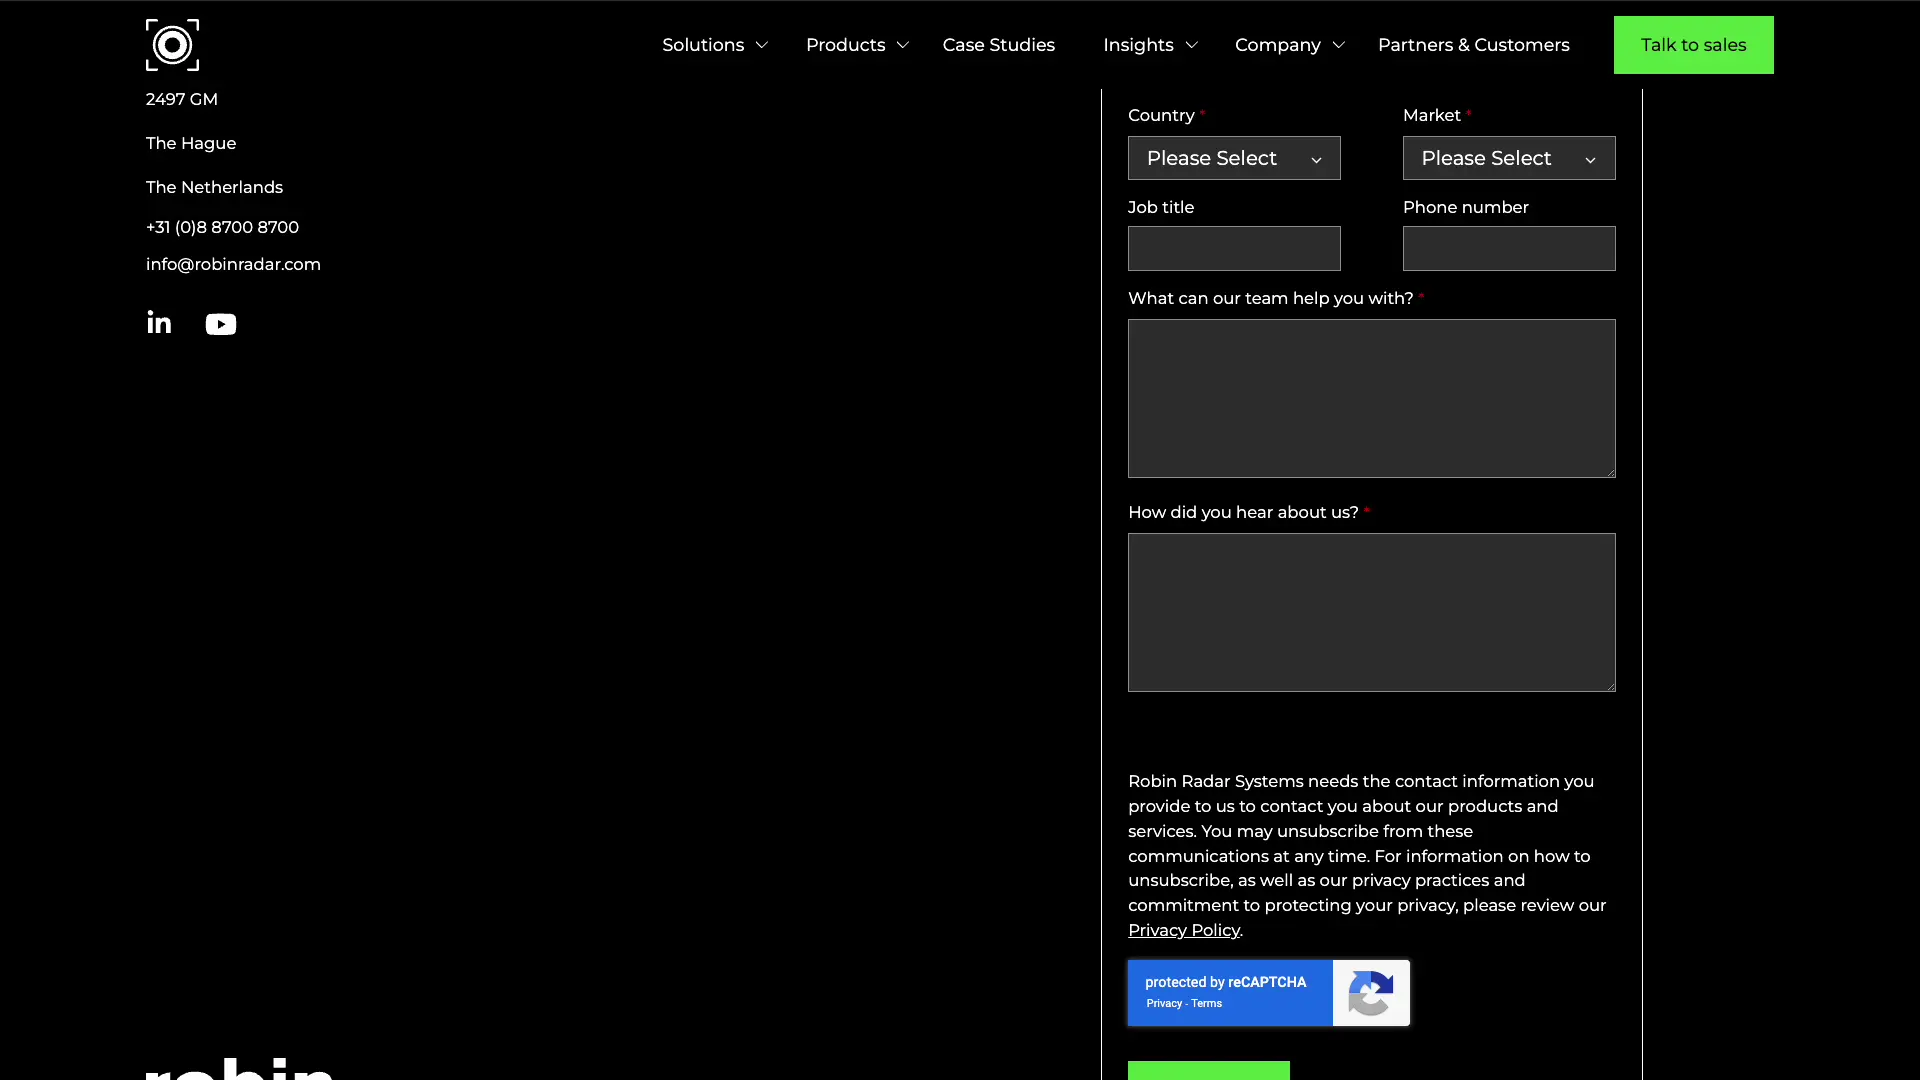 Solutions
Products
Case Studies
Insights
Company
Partners & Customers
Talk to sales
2497 GM
The Hague
The Netherlands
+31 (0)8 8700 8700
info@robinradar.com
in
Country *
Market *
Please Select
Please Select
Job title
Phone number
What can our team help you with? *
How did you hear about us? *
Robin Radar Systems needs the contact information you
provide to us to contact you about our products and
services. You may unsubscribe from these
communications at any time. For information on how to
unsubscribe, as well as our privacy practices and
commitment to protecting your privacy, please review our
Privacy Policy.
protected by reCAPTCHA
Privacy - Terms
robin